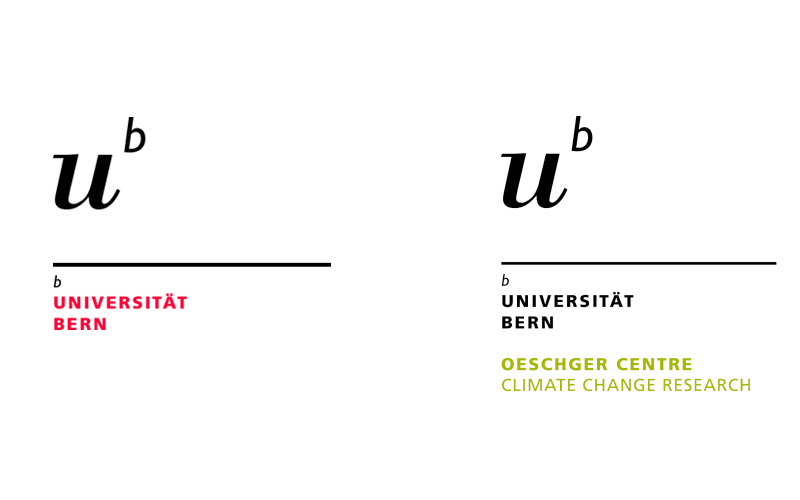 u b
b
UNIVERSITÄT
BERN
u b
b
UNIVERSITÄT
BERN
OESCHGER CENTRE
CLIMATE CHANGE RESEARCH